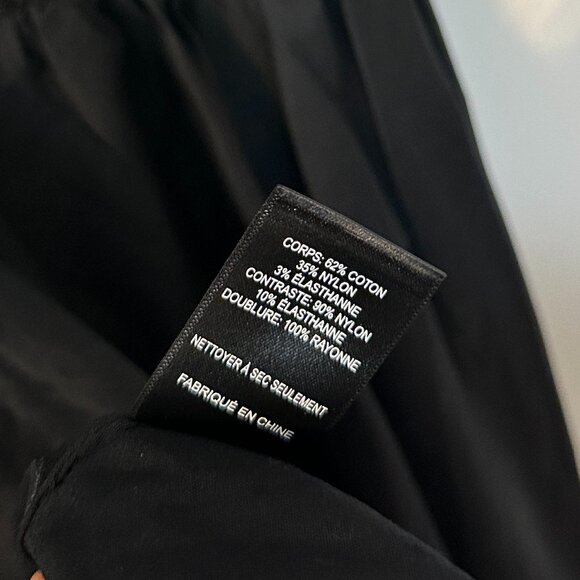 CORPS: 62% COTON
35% NYLON
3% ÉLASTHANNE
CONTRASTE: 90% NYLON
10% ÉLASTHANNE
DOUBLURE: 100% RAYONNE
NETTOYER À SEC SEULEMENT
FABRIQUÉ EN CHINE